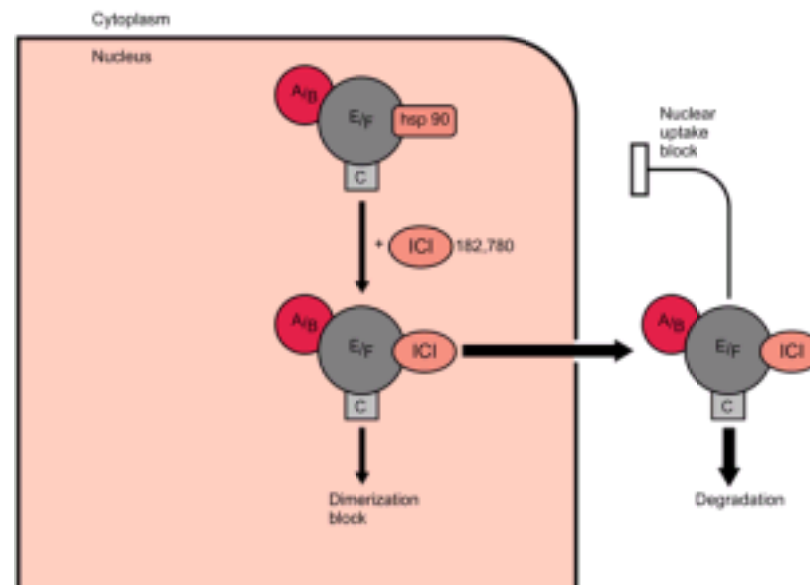 Cytoplasm
Nucleus
A/B
E/F
hsp 90
C
Nuclear
uptake
block
+ ICI 182,780
A/B
E/F
ICI
C
A/B
E/F
ICI
C
Dimerization
block
Degradation